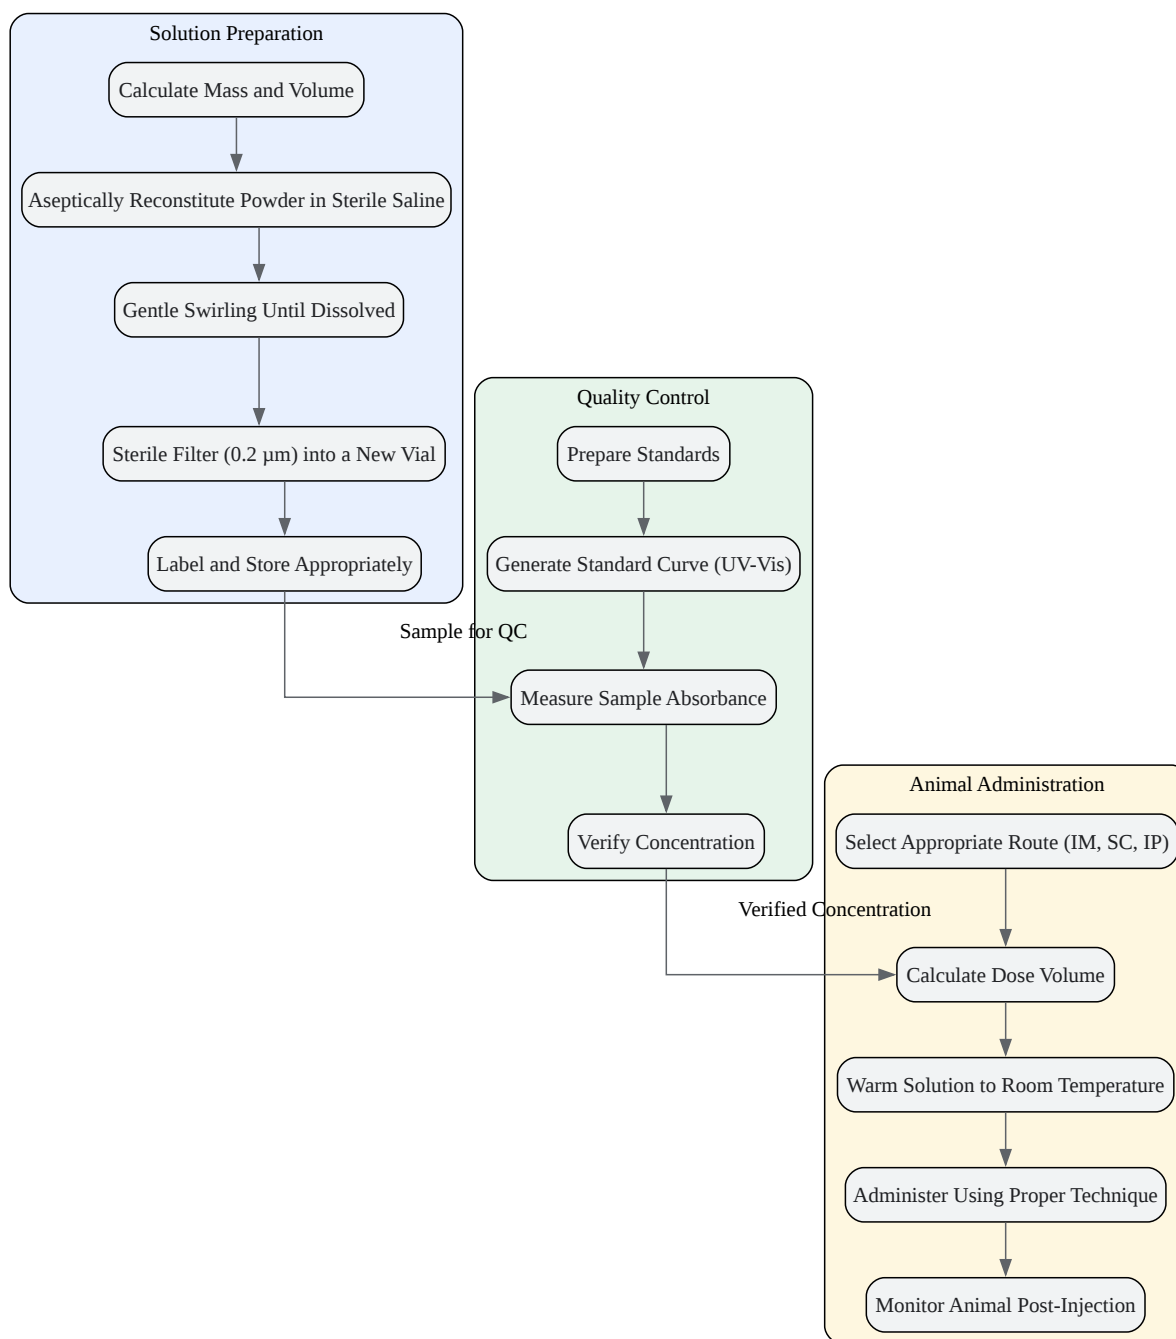 Solution Preparation
Calculate Mass and Volume
Aseptically Reconstitute Powder in Sterile Saline
Gentle Swirling Until Dissolved
Sterile Filter (0.2 µm) into a New Vial
Label and Store Appropriately
Sample for QC
Quality Control
Prepare Standards
Generate Standard Curve (UV-Vis)
Measure Sample Absorbance
Verify Concentration
Verified Concentration
Animal Administration
Select Appropriate Route (IM, SC, IP)
Calculate Dose Volume
Warm Solution to Room Temperature
Administer Using Proper Technique
Monitor Animal Post-Injection